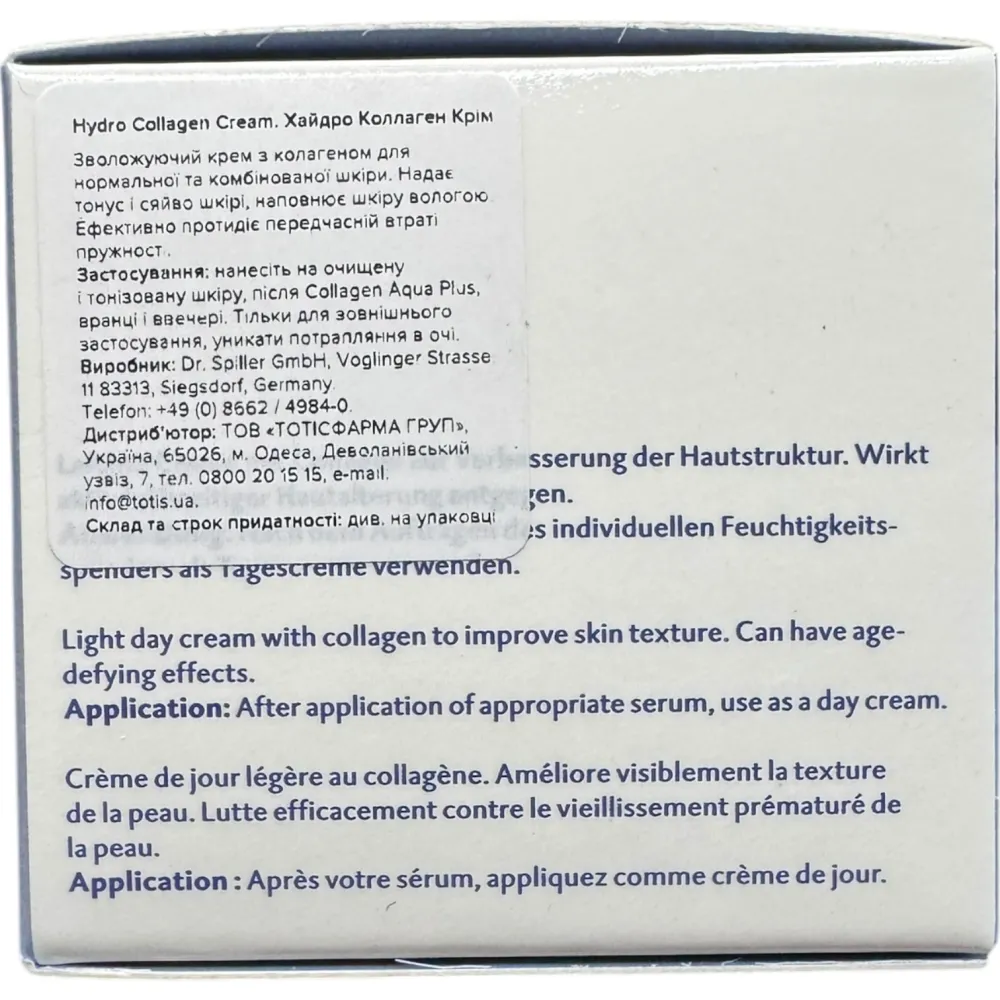 Hydro Collagen Cream. Хайдро Коллаген Крім
Зволожуючий крем з колагеном для
нормальної та комбінованої шкіри. Надає
тонус і сяйво шкірі, наповнює шкіру вологою.
Ефективно протидіє передчасній втраті
пружності.
Застосування: нанесіть на очищену
і тонізовану шкіру, після Collagen Aqua Plus,
вранці і ввечері. Тільки для зовнішнього
застосування, уникати потрапляння в очі.
Виробник: Dr. Spiller GmbH, Voglinger Strasse
11 83313, Siegsdorf, Germany.
Telefon: +49 (0) 8662 / 4984-0.
Дистриб'ютор: ТОВ «ТОТІСФАРМА ГРУП»,
Україна, 65026, м. Одеса, Деволанівський
узвіз, 7, тел. 0800 20 15 15, e-mail:
info@totis.ua.
Склад та строк придатності: див. на упаковці
sserung der Hautstruktur. Wirkt
gen.
es individuellen Feuchtigkeits-
spenders als Tagescreme verwenden.
Light day cream with collagen to improve skin texture. Can have age-
defying effects.
Application: After application of appropriate serum, use as a day cream.
Crème de jour légère au collagène. Améliore visiblement la texture
de la peau. Lutte efficacement contre le vieillissement prématuré de
la peau.
Application : Après votre sérum, appliquez comme crème de jour.